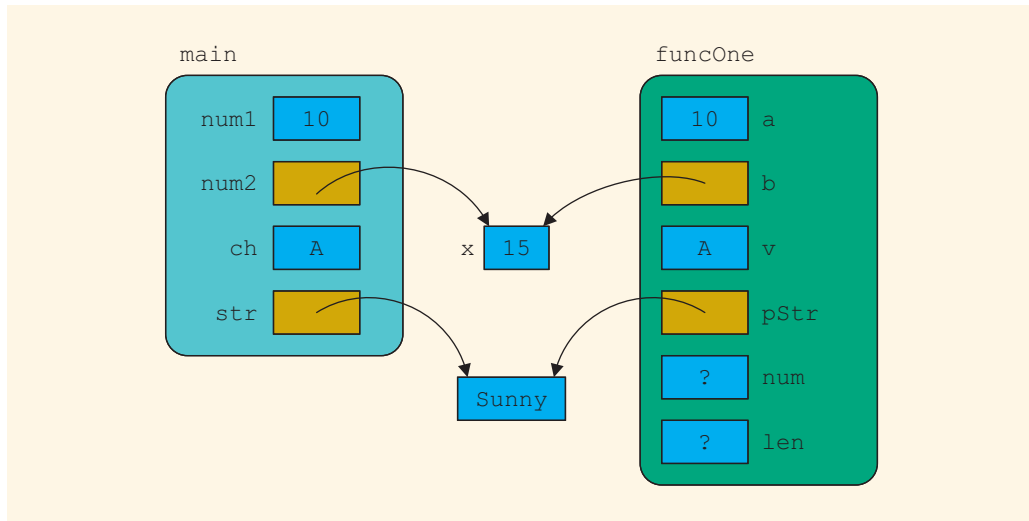 main
num1 10
num2
ch A
str
x 15
Sunny
funcOne
10 a
b
A v
pStr
? num
? len